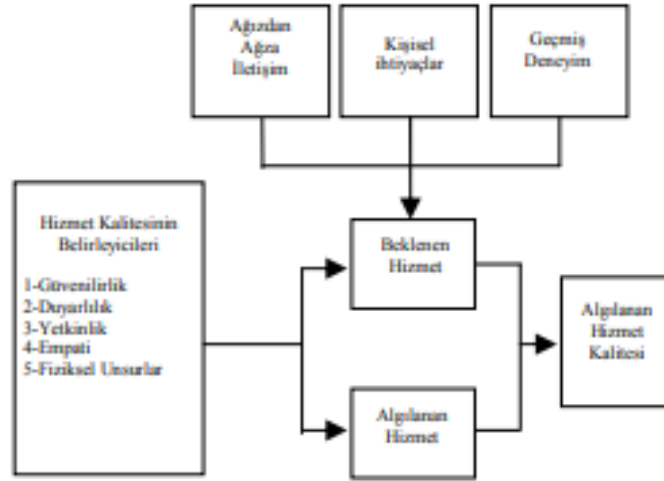 Ağızdan
Ağıza
İletişim
Kişisel
ihtiyaçlar
Geçmiş
Deneyim
Hizmet Kalitesinin
Belirleyicileri
1-Güvenilirlik
2-Duyarlılık
3-Yetkinlik
4-Empati
5-Fiziksel Unsurlar
Beklenen
Hizmet
Algılanan
Hizmet
Algılanan
Hizmet
Kalitesi